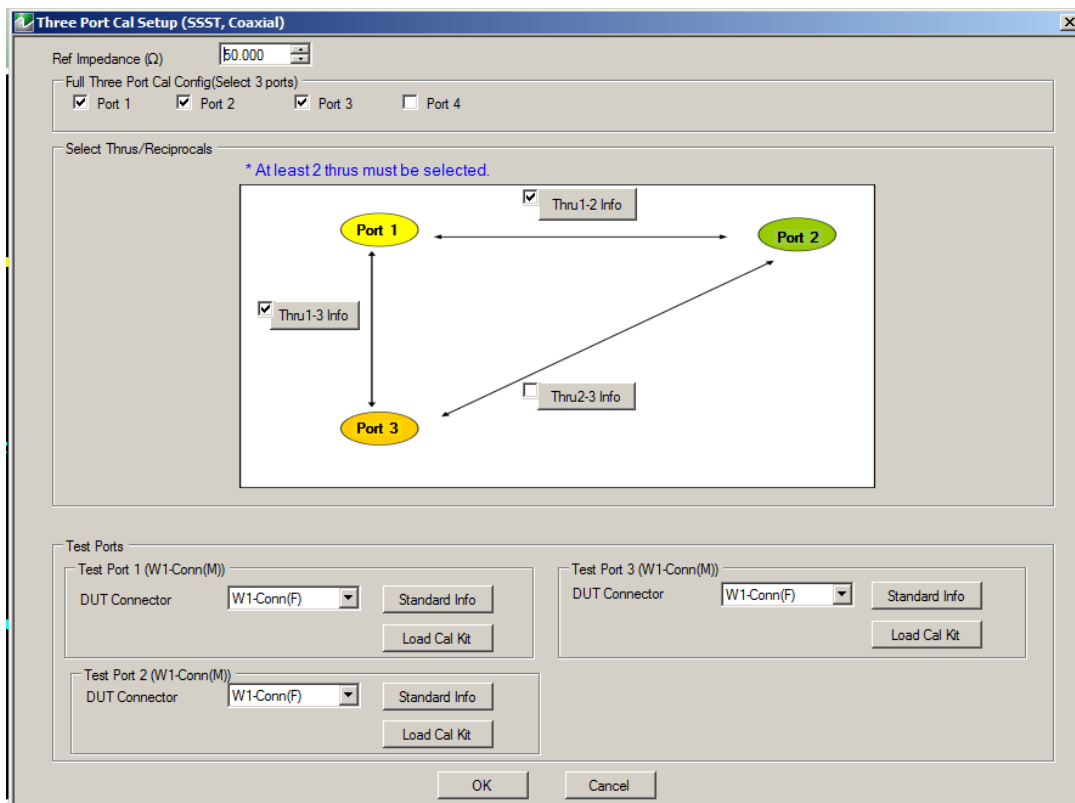 Three Port Cal Setup (SSST, Coaxial)
Ref Impedance (Ω) 50.000
Full Three Port Cal Config(Select 3 ports)
Port 1 Port 2 Port 3 Port 4
Select Thrus/Reciprocals
* At least 2 thrus must be selected.
Thru1-2 Info
Port 1
Port 2
Thru1-3 Info
Thru2-3 Info
Port 3
Test Ports
Test Port 1 (W1-Conn(M))
DUT Connector W1-Conn(F) Standard Info
Load Cal Kit
Test Port 3 (W1-Conn(M))
DUT Connector W1-Conn(F) Standard Info
Load Cal Kit
Test Port 2 (W1-Conn(M))
DUT Connector W1-Conn(F) Standard Info
Load Cal Kit
OK Cancel